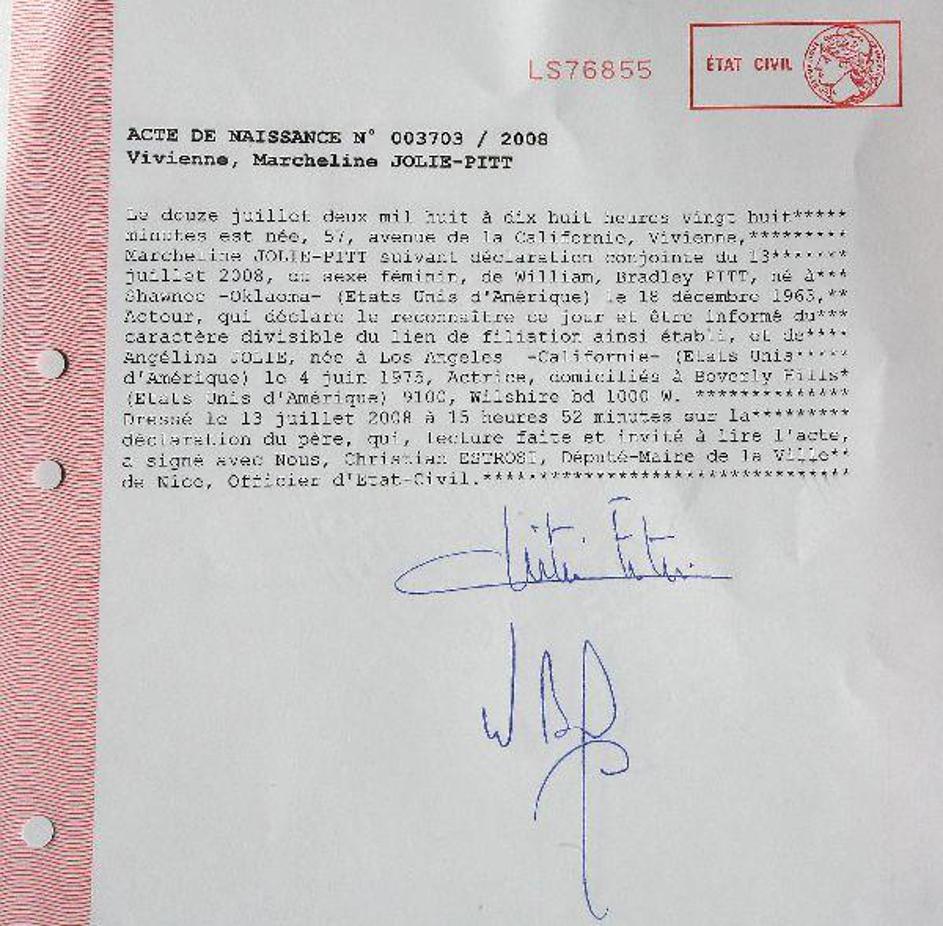 LS76855
ÉTAT CIVIL
ACTE DE NAISSANCE N° 003703 / 2008
Vivienne, Marcheline JOLIE-PITT
Le douze juillet deux mil huit à dix huit heures vingt huit*****
minutes est née, 57, avenue de la Californie, Vivienne,*********
Marcheline JOLIE-PITT suivant déclaration conjointe du 13*******
juillet 2008, du sexe féminin, de William, Bradley PITT, né à***
Shawnee -Oklaoma- (Etats Unis d'Amérique) le 18 décembre 1963,**
Acteur, qui déclare le reconnaître ce jour et être informé du***
caractère divisible du lien de filiation ainsi établi, et de****
Angélina JOLIE, née à Los Angeles -Californie- (Etats Unis*****
d'Amérique) le 4 juin 1975, Actrice, domiciliés à Beverly Hills*
(Etats Unis d'Amérique) 9100, Wilshire bd 1000 W. **************
Dressé le 13 juillet 2008 à 15 heures 52 minutes sur la*********
déclaration du père, qui, lecture faite et invité à lire l'acte,
a signé avec Nous, Christian ESTROSI, Député-Maire de la Ville**
de Nice, Officier d'Etat-Civil.*********************************